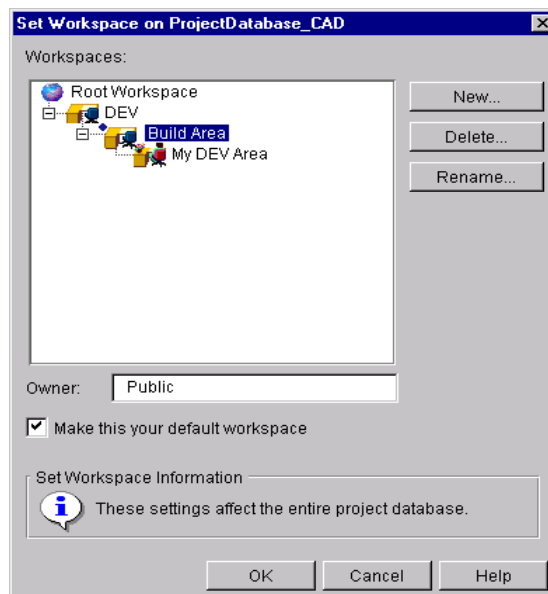 Set Workspace on ProjectDatabase_CAD
Workspaces:
Root Workspace
DEV
Build Area
My DEV Area
New...
Delete...
Rename...
Owner: Public
Make this your default workspace
Set Workspace Information
These settings affect the entire project database.
OK Cancel Help